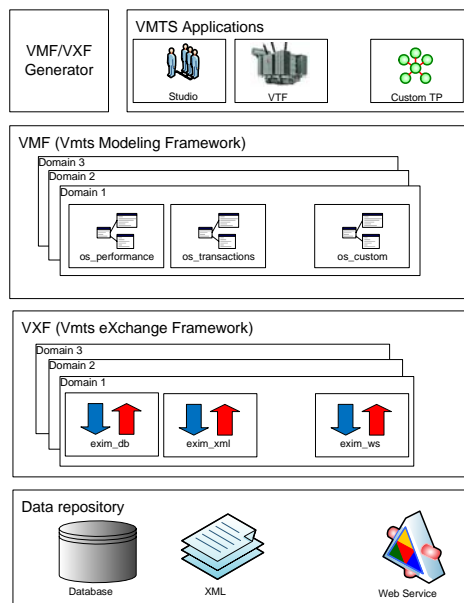 VMF/VXF
Generator
VMTS Applications
Studio
VTF
Custom TP
VMF (Vmts Modeling Framework)
Domain 3
Domain 2
Domain 1
os_performance
os_transactions
os_custom
VXF (Vmts eXchange Framework)
Domain 3
Domain 2
Domain 1
exim_db
exim_xml
exim_ws
Data repository
Database
XML
Web Service